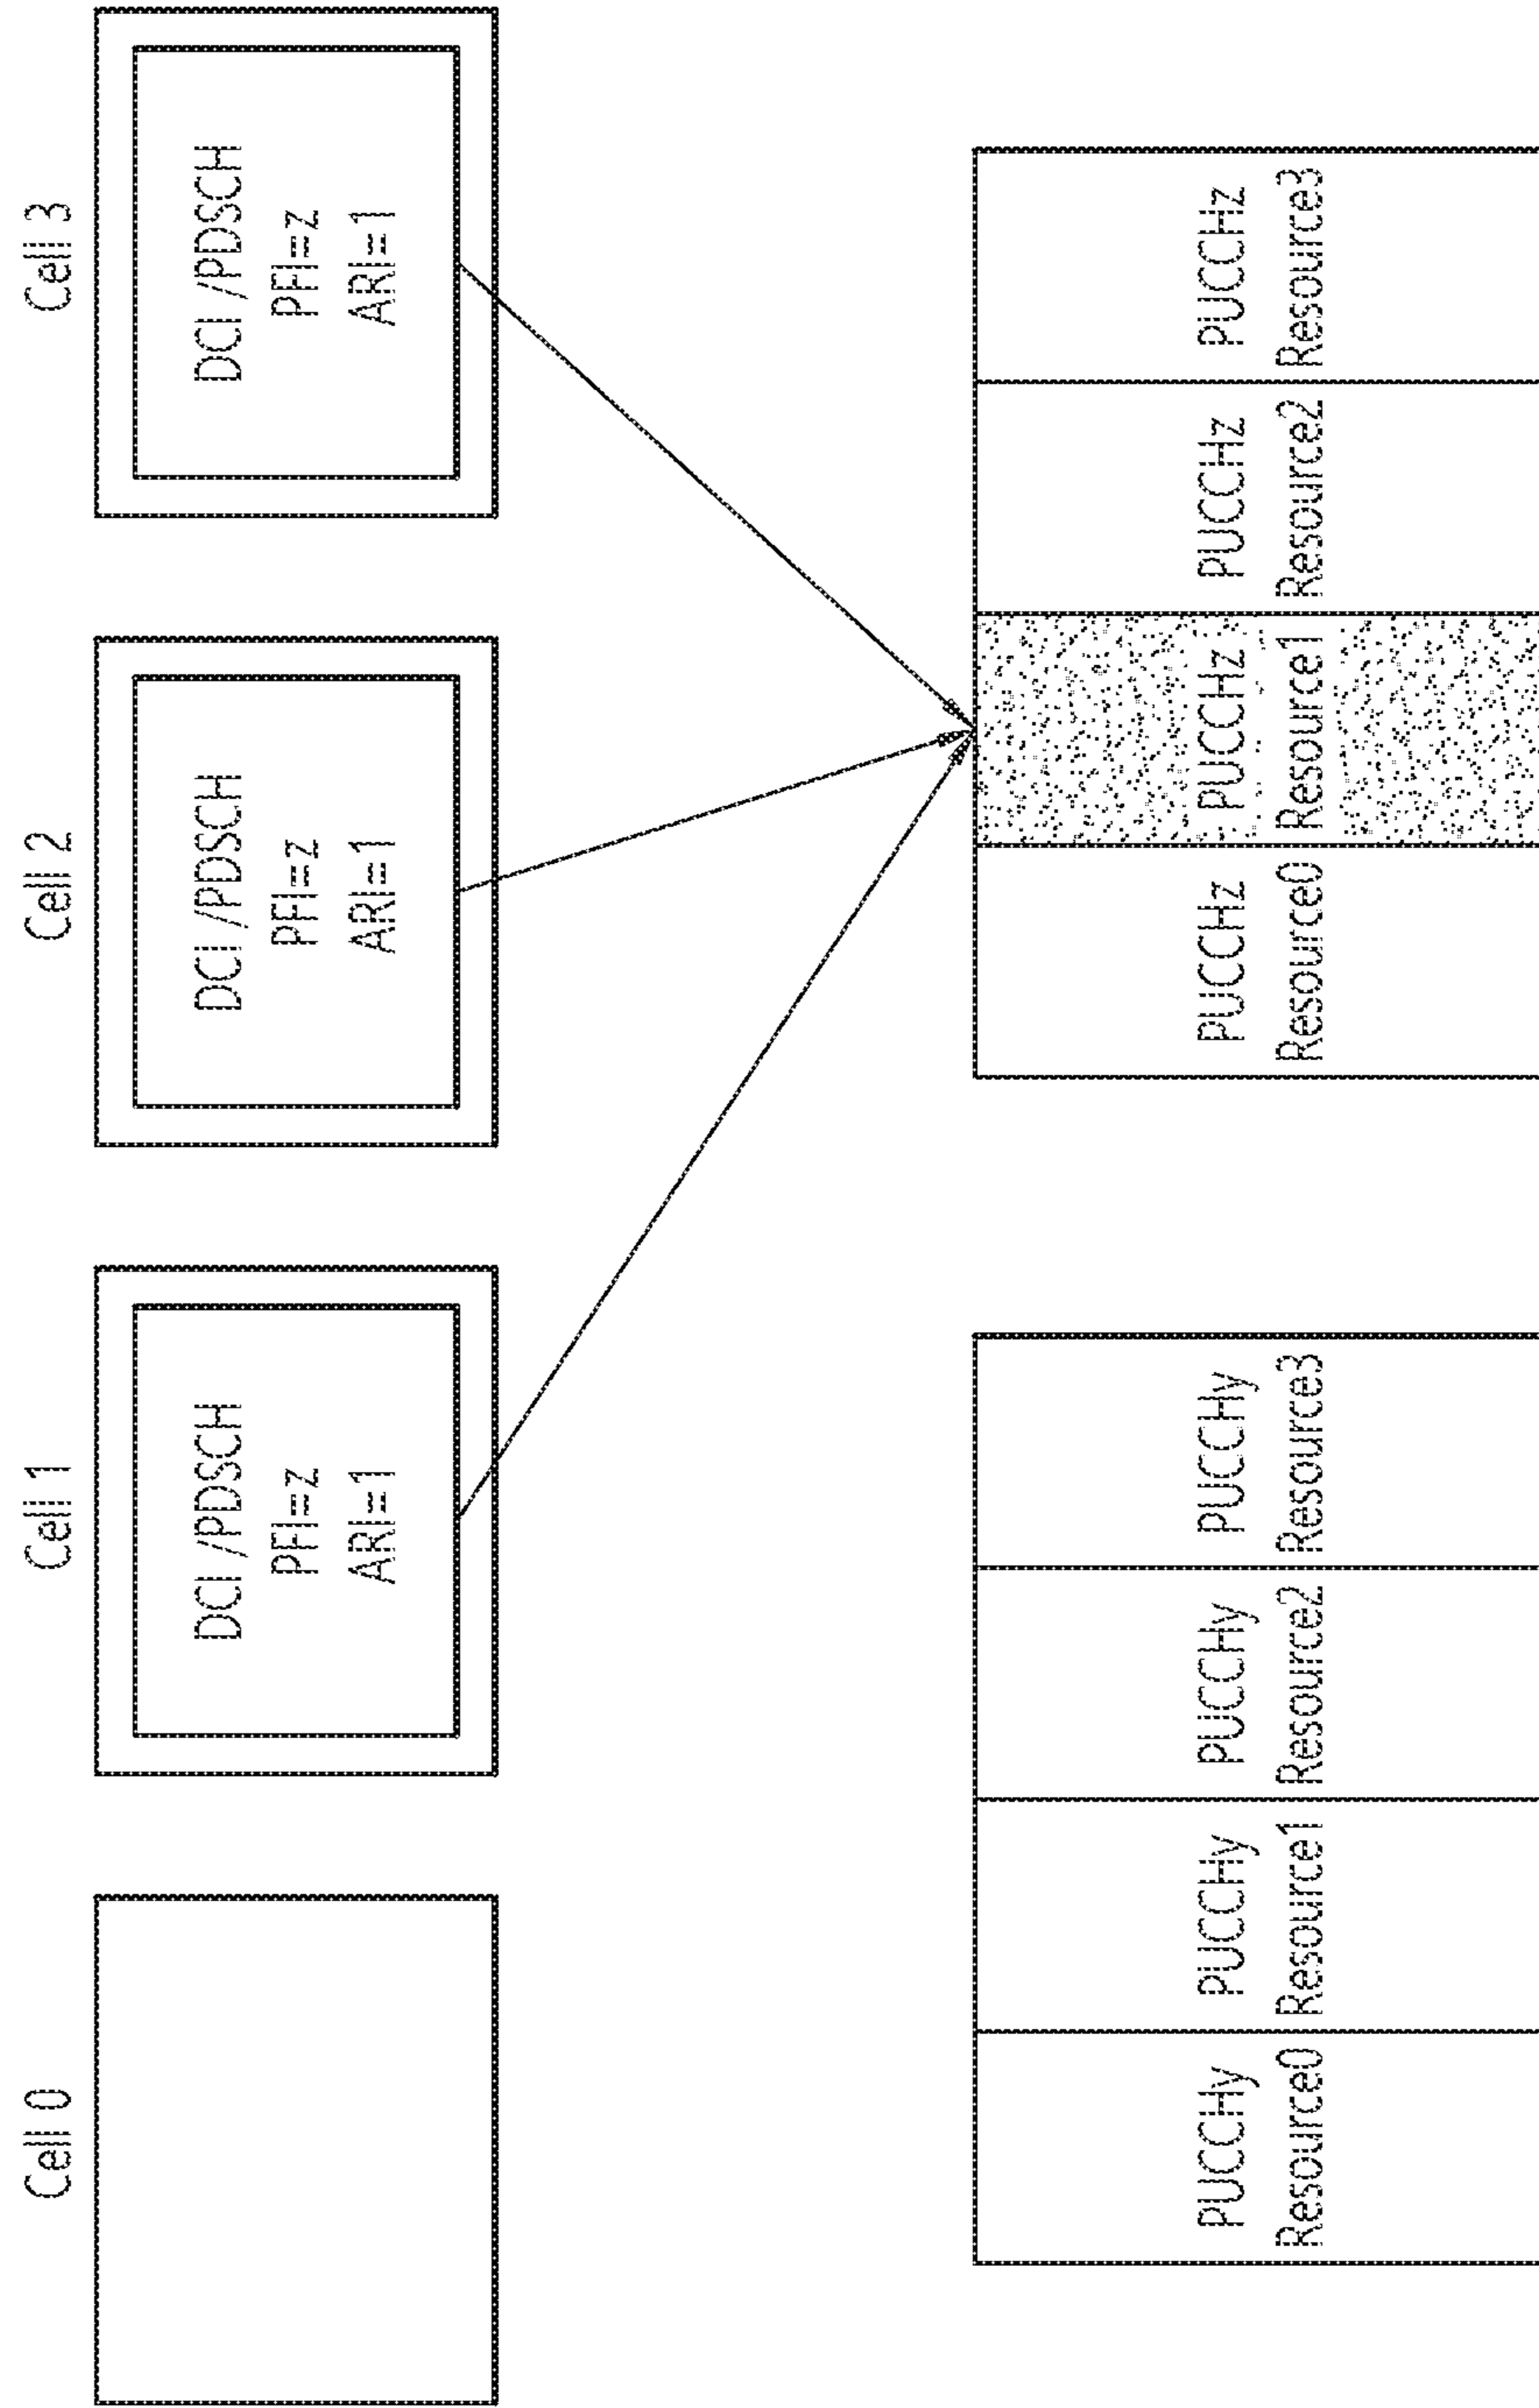 Cell 0
Cell 1
Cell 2
Cell 3
DCI /PDSCH
PFI=z
ARI=1
DCI /PDSCH
PFI=z
ARI=1
DCI /PDSCH
PFI=z
ARI=1
PUCCHy
Resource0
PUCCHy
Resource1
PUCCHy
Resource2
PUCCHy
Resource3
PUCCHz
Resource0
PUCCHz
Resource1
PUCCHz
Resource2
PUCCHz
Resource3